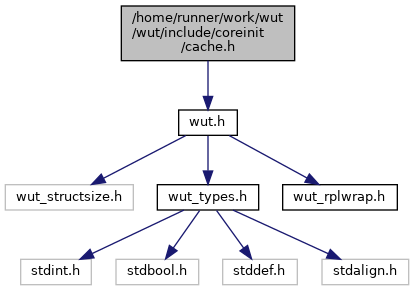 /home/runner/work/wut
/wut/include/coreinit
/cache.h
wut.h
wut_structsize.h
wut_types.h
wut_rplwrap.h
stdint.h
stdbool.h
stddef.h
stdalign.h